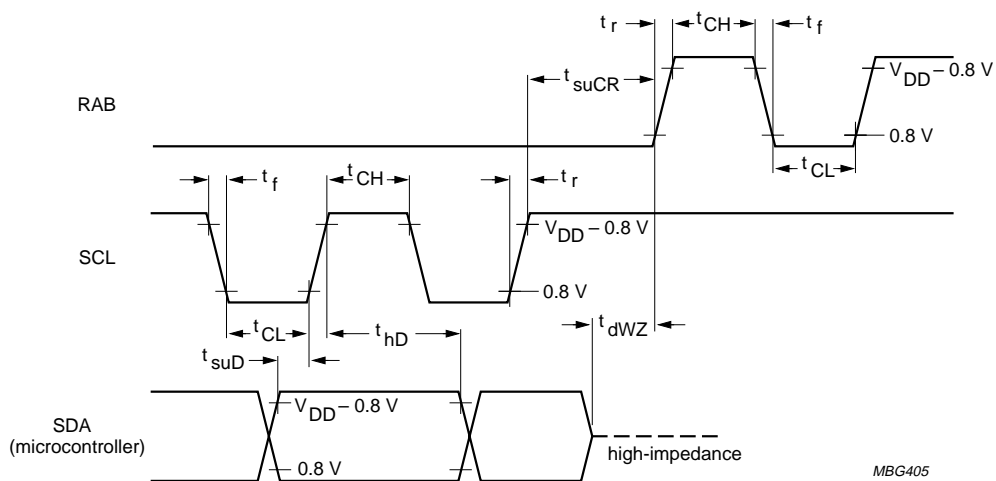 t r
t CH
t f
t suCR
V DD – 0.8 V
RAB
0.8 V
t CL
t f
t CH
t r
V DD – 0.8 V
SCL
0.8 V
t dWZ
t CL
t hD
t suD
V DD – 0.8 V
SDA
(microcontroller)
0.8 V
high-impedance
MBG405